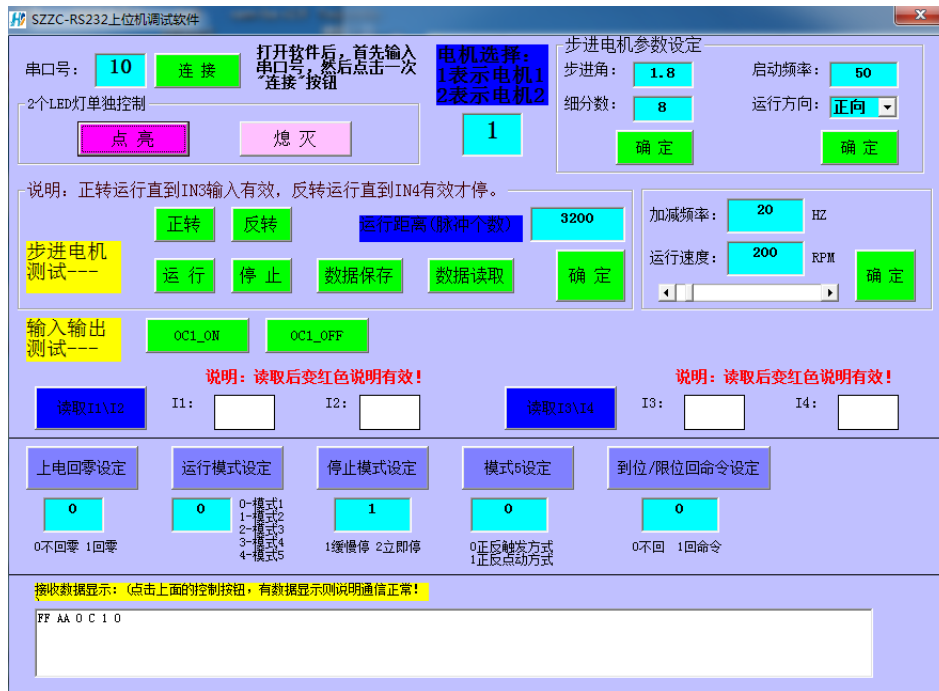 SZZC-RS232上位机调试软件
串口号：
10
连 接
打开软件后，首先输入
串口号，然后点击一次
"连接"按钮
电机选择：
1表示电机1
2表示电机2
1
步进电机参数设定
步进角：
1.8
启动频率：
50
细分数：
8
运行方向：
正向
确 定
确 定
2个LED灯单独控制
点 亮
熄 灭
说明：正转运行直到IN3输入有效，反转运行直到IN4有效才停。
正转
反转
运行距离(脉冲个数)
3200
步进电机
测试---
运 行
停 止
数据保存
数据读取
确 定
加减频率：
20
HZ
运行速度：
200
RPM
确 定
输入输出
测试---
OC1_ON
OC1_OFF
说明：读取后变红色说明有效！
说明：读取后变红色说明有效！
读取I1\I2
I1:
I2:
读取I3\I4
I3:
I4:
上电回零设定
运行模式设定
停止模式设定
模式5设定
到位/限位回命令设定
0
0不回零 1回零
0
0-模式1
1-模式2
2-模式3
3-模式4
4-模式5
1
1缓慢停 2立即停
0
0正反触发方式
1正反点动方式
0
0不回 1回命令
接收数据显示：（点击上面的控制按钮，有数据显示则说明通信正常！
FF AA 0 C 1 0